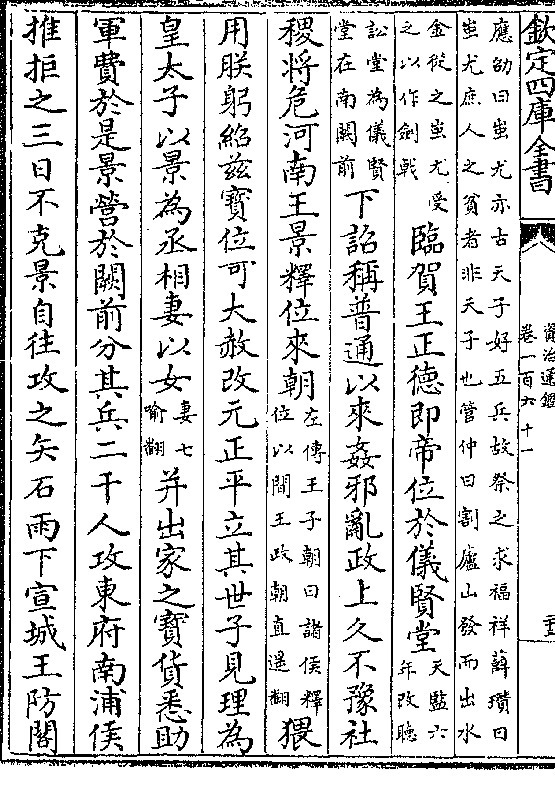 欽定四庫全書
資治通鑑
卷一百六十一
應劭曰蚩尤亦古天子好五兵故祭之求福祥薛瓚曰
蚩尤庶人之貧者非天子也管仲曰割廬山發而出水
金從之蚩尤受
之以作劍戟
臨賀王正德即帝位於儀賢堂
天監六
年改聽
訟堂為儀賢
堂在南闕前
下詔稱普通以來姦邪亂政上久不豫社
稷將危河南王景釋位來朝
左傳王子朝曰諸侯釋
位以間王政朝直遥翻
猥
用朕躬紹兹寳位可大赦改元正平立其世子見理為
皇太子以景為丞相妻以女
妻七
喻翻
并出家之寳貨悉助
軍費於是景營於闕前分其兵二千人攻東府南浦侯
推拒之三日不克景自往攻之矢石雨下宣城王防閣